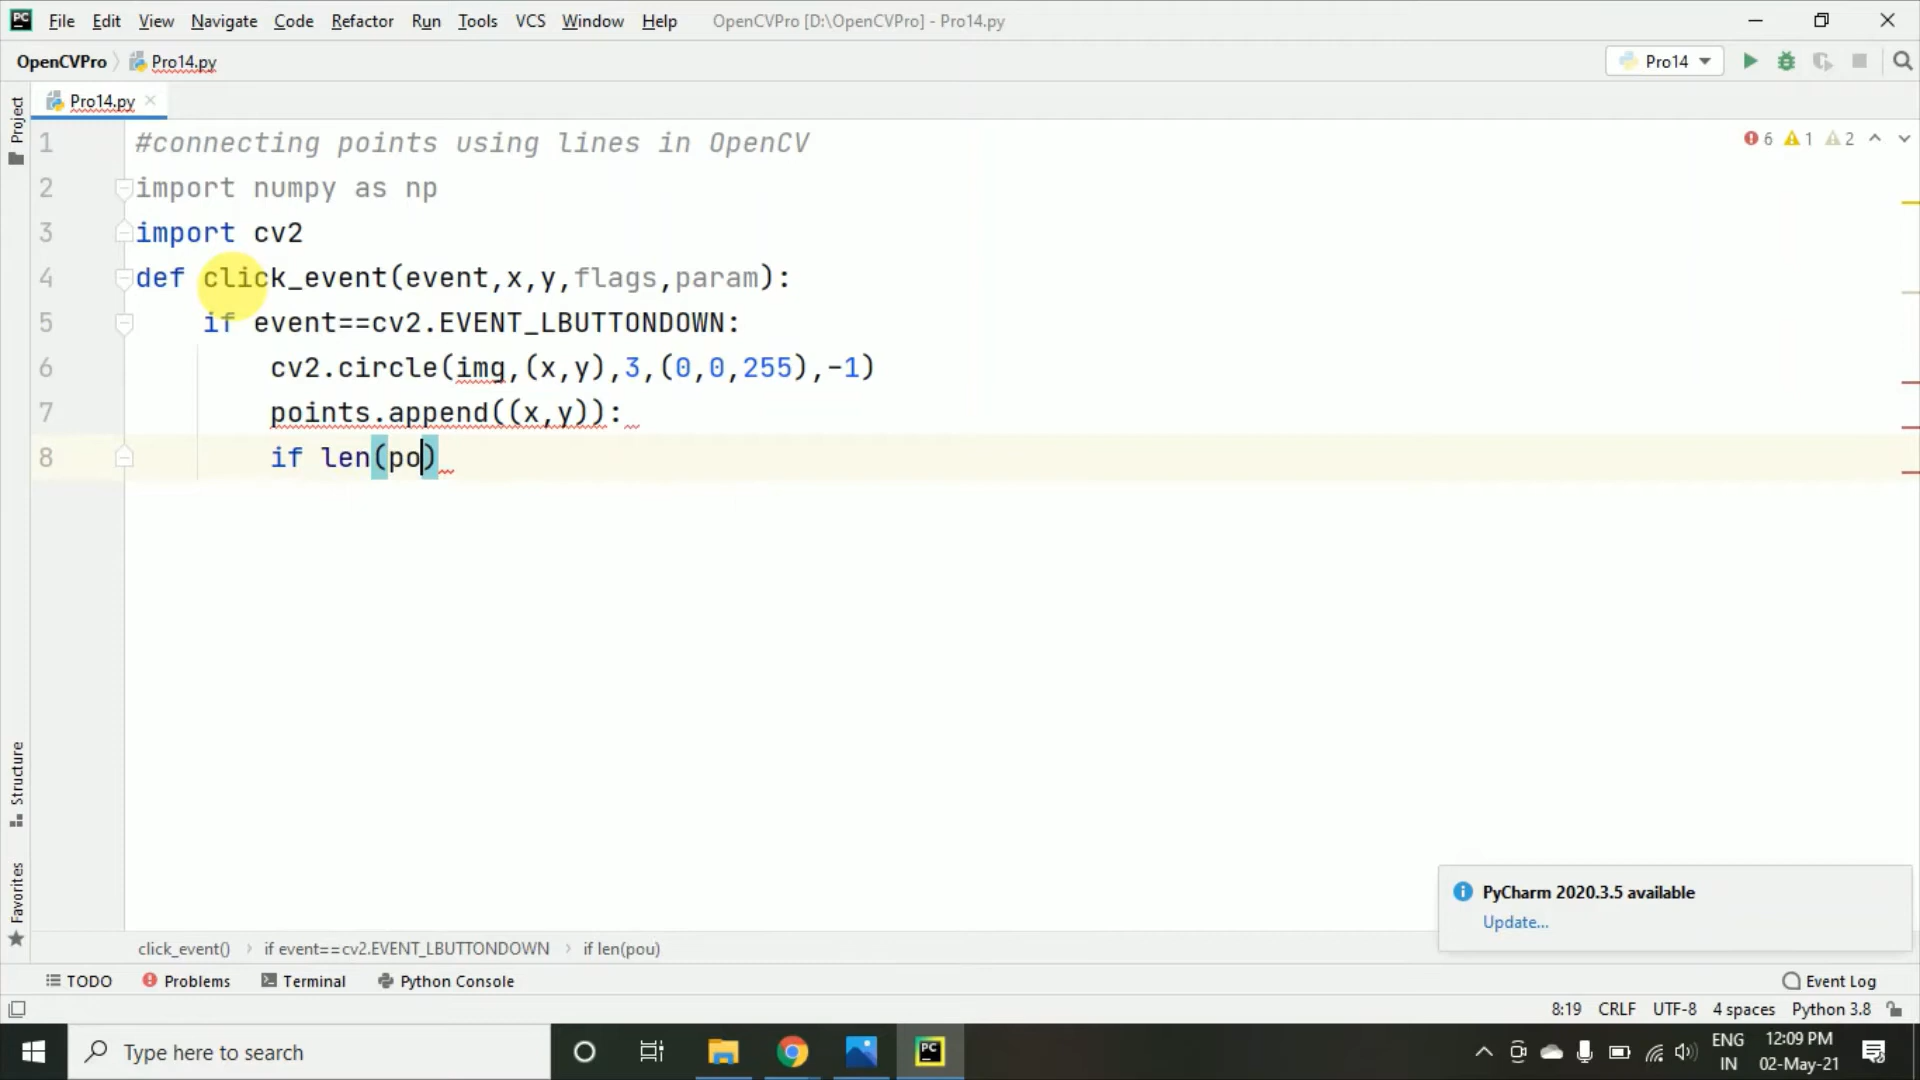 PC File Edit View Navigate Code Refactor Run Tools VCS Window Help OpenCVPro [D:\OpenCVPro] - Pro14.py
OpenCVPro Pro14.py Pro14
Project Pro14.py
1 #connecting points using lines in OpenCV 6 1 2
2 import numpy as np
3 import cv2
4 def click_event(event,x,y,flags,param):
5 if event==cv2.EVENT_LBUTTONDOWN:
6 cv2.circle(img,(x,y),3,(0,0,255),-1)
7 points.append((x,y)):
8 if len(po)
Structure
Favorites
PyCharm 2020.3.5 available
Update...
click_event() if event==cv2.EVENT_LBUTTONDOWN if len(pou)
TODO Problems Terminal Python Console Event Log
8:19 CRLF UTF-8 4 spaces Python 3.8
Type here to search PC ENG 12:09 PM
IN 02-May-21